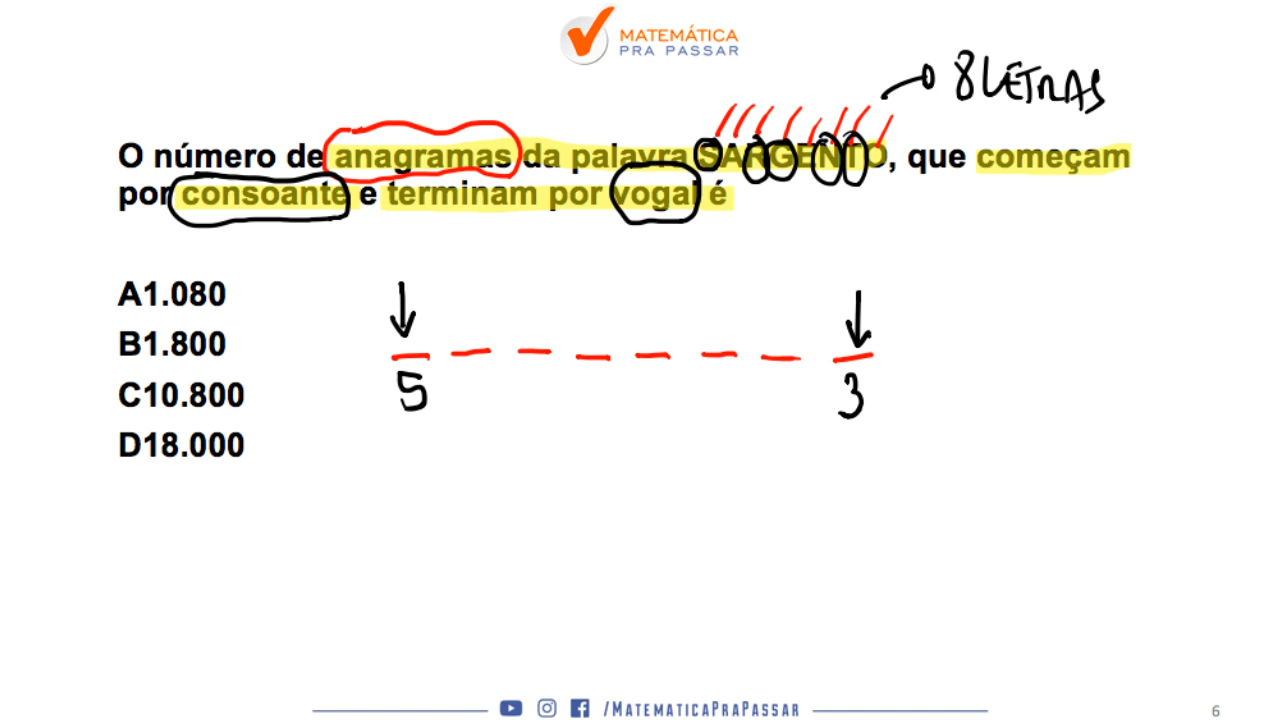 MATEMÁTICA
PRA PASSAR
8 LETRAS
O número de anagramas da palavra SARGENTO, que começam
por consoante e terminam por vogal é
A1.080
B1.800
C10.800
D18.000
5 3
/MATEMATICAPRAPASSAR
6